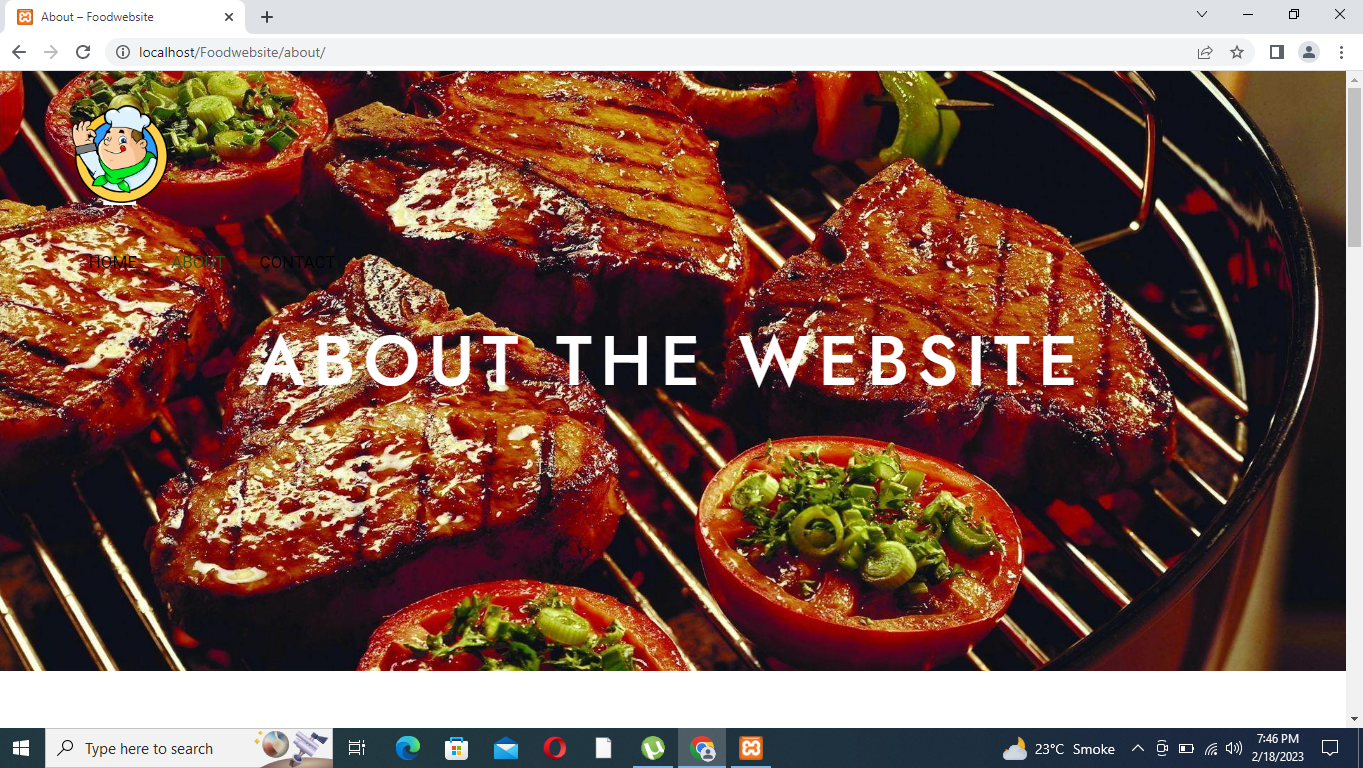 About – Foodwebsite
localhost/Foodwebsite/about/
HOME ABOUT CONTACT
ABOUT THE WEBSITE
Type here to search
23°C Smoke
7:46 PM
2/18/2023